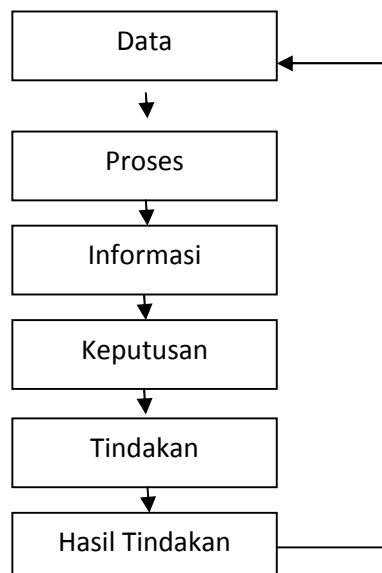 Data
Proses
Informasi
Keputusan
Tindakan
Hasil Tindakan